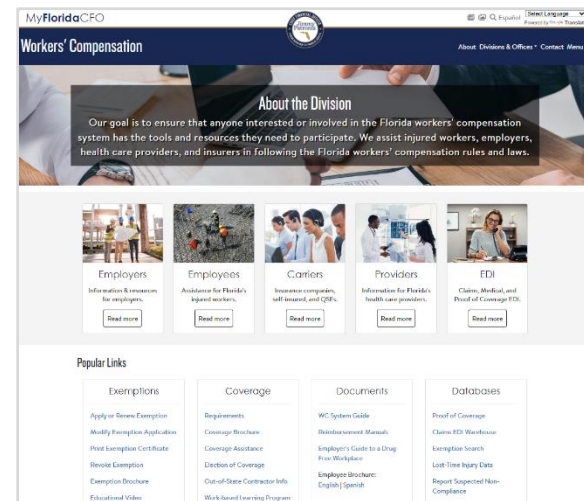 MyFloridaCFO
Español
Select Language
Powered by Translate
Workers' Compensation
About Divisions & Offices Contact Menu
About the Division
Our goal is to ensure that anyone interested or involved in the Florida workers' compensation
system has the tools and resources they need to participate. We assist injured workers, employers,
health care providers, and insurers in following the Florida workers' compensation rules and laws.
Employers
Information & resources
for employers.
Read more
Employees
Assistance for Florida's
injured workers.
Read more
Carriers
Insurance companies,
self-insured, and QSEs.
Read more
Providers
Information for Florida's
health care providers.
Read more
EDI
Claims, Medical, and
Proof of Coverage EDI.
Read more
Popular Links
Exemptions
Apply or Renew Exemption
Modify Exemption Application
Print Exemption Certificate
Revoke Exemption
Exemption Brochure
Educational Video
Coverage
Requirements
Coverage Brochure
Coverage Assistance
Election of Coverage
Out-of-State Contractor Info
Work-based Learning Program
Documents
WC System Guide
Reimbursement Manuals
Employer's Guide to a Drug
Free Workplace
Employee Brochure:
English | Spanish
Databases
Proof of Coverage
Claims EDI Warehouse
Exemption Search
Lost-Time Injury Data
Report Suspected Non-
Compliance